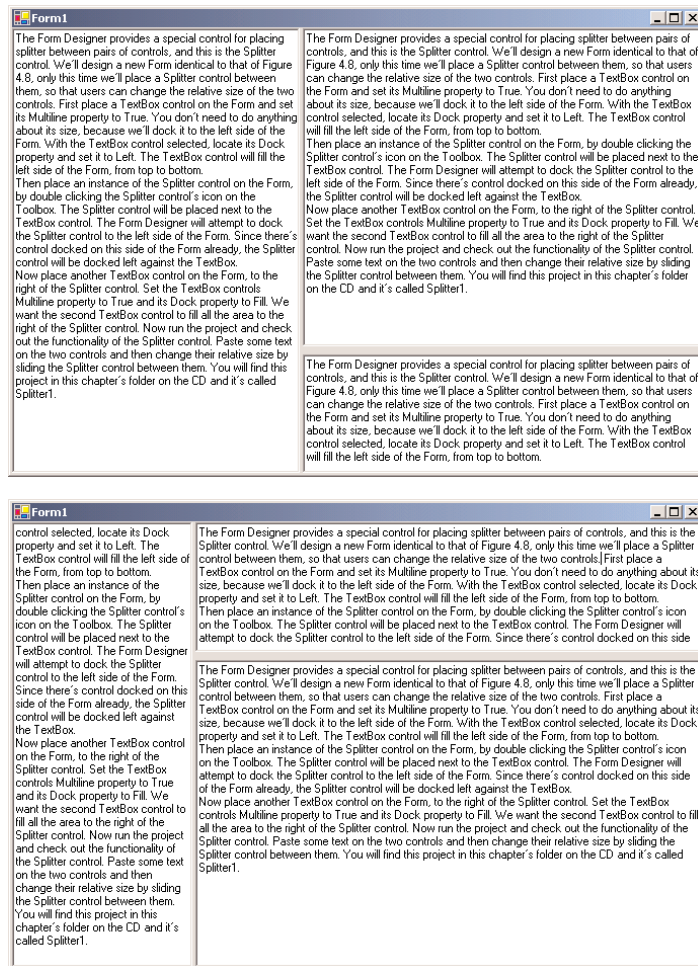 Form1
The Form Designer provides a special control for placing
splitter between pairs of controls, and this is the Splitter
control. We'll design a new Form identical to that of Figure
4.8, only this time we'll place a Splitter control between
them, so that users can change the relative size of the two
controls. First place a TextBox control on the Form and set
its Multiline property to True. You don't need to do anything
about its size, because we'll dock it to the left side of the
Form. With the TextBox control selected, locate its Dock
property and set it to Left. The TextBox control will fill the
left side of the Form, from top to bottom.
Then place an instance of the Splitter control on the Form,
by double clicking the Splitter control's icon on the
Toolbox. The Splitter control will be placed next to the
TextBox control. The Form Designer will attempt to dock
the Splitter control to the left side of the Form. Since there's
control docked on this side of the Form already, the Splitter
control will be docked left against the TextBox.
Now place another TextBox control on the Form, to the
right of the Splitter control. Set the TextBox controls
Multiline property to True and its Dock property to Fill. We
want the second TextBox control to fill all the area to the
right of the Splitter control. Now run the project and check
out the functionality of the Splitter control. Paste some text
on the two controls and then change their relative size by
sliding the Splitter control between them. You will find this
project in this chapter's folder on the CD and it's called
Splitter1.
The Form Designer provides a special control for placing splitter between pairs of
controls, and this is the Splitter control. We'll design a new Form identical to that of
Figure 4.8, only this time we'll place a Splitter control between them, so that users
can change the relative size of the two controls. First place a TextBox control on
the Form and set its Multiline property to True. You don't need to do anything
about its size, because we'll dock it to the left side of the Form. With the TextBox
control selected, locate its Dock property and set it to Left. The TextBox control
will fill the left side of the Form, from top to bottom.
Then place an instance of the Splitter control on the Form, by double clicking the
Splitter control's icon on the Toolbox. The Splitter control will be placed next to the
TextBox control. The Form Designer will attempt to dock the Splitter control to the
left side of the Form. Since there's control docked on this side of the Form already,
the Splitter control will be docked left against the TextBox.
Now place another TextBox control on the Form, to the right of the Splitter control.
Set the TextBox controls Multiline property to True and its Dock property to Fill. We
want the second TextBox control to fill all the area to the right of the Splitter
control. Now run the project and check out the functionality of the Splitter control.
Paste some text on the two controls and then change their relative size by sliding
the Splitter control between them. You will find this project in this chapter's folder
on the CD and it's called Splitter1.
The Form Designer provides a special control for placing splitter between pairs of
controls, and this is the Splitter control. We'll design a new Form identical to that of
Figure 4.8, only this time we'll place a Splitter control between them, so that users
can change the relative size of the two controls. First place a TextBox control on
the Form and set its Multiline property to True. You don't need to do anything
about its size, because we'll dock it to the left side of the Form. With the TextBox
control selected, locate its Dock property and set it to Left. The TextBox control
will fill the left side of the Form, from top to bottom.
Form1
control selected, locate its Dock
property and set it to Left. The
TextBox control will fill the left side of
the Form, from top to bottom.
Then place an instance of the
Splitter control on the Form, by
double clicking the Splitter control's
icon on the Toolbox. The Splitter
control will be placed next to the
TextBox control. The Form Designer
will attempt to dock the Splitter
control to the left side of the Form.
Since there's control docked on this
side of the Form already, the Splitter
control will be docked left against
the TextBox.
Now place another TextBox control
on the Form, to the right of the
Splitter control. Set the TextBox
controls Multiline property to True
and its Dock property to Fill. We
want the second TextBox control to
fill all the area to the right of the
Splitter control. Now run the project
and check out the functionality of
the Splitter control. Paste some text
on the two controls and then
change their relative size by sliding
the Splitter control between them.
You will find this project in this
chapter's folder on the CD and it's
called Splitter1.
The Form Designer provides a special control for placing splitter between pairs of controls, and this is the
Splitter control. We'll design a new Form identical to that of Figure 4.8, only this time we'll place a Splitter
control between them, so that users can change the relative size of the two controls. First place a
TextBox control on the Form and set its Multiline property to True. You don't need to do anything about its
size, because we'll dock it to the left side of the Form. With the TextBox control selected, locate its Dock
property and set it to Left. The TextBox control will fill the left side of the Form, from top to bottom.
Then place an instance of the Splitter control on the Form, by double clicking the Splitter control's icon
on the Toolbox. The Splitter control will be placed next to the TextBox control. The Form Designer will
attempt to dock the Splitter control to the left side of the Form. Since there's control docked on this side
The Form Designer provides a special control for placing splitter between pairs of controls, and this is the
Splitter control. We'll design a new Form identical to that of Figure 4.8, only this time we'll place a Splitter
control between them, so that users can change the relative size of the two controls. First place a
TextBox control on the Form and set its Multiline property to True. You don't need to do anything about its
size, because we'll dock it to the left side of the Form. With the TextBox control selected, locate its Dock
property and set it to Left. The TextBox control will fill the left side of the Form, from top to bottom.
Then place an instance of the Splitter control on the Form, by double clicking the Splitter control's icon
on the Toolbox. The Splitter control will be placed next to the TextBox control. The Form Designer will
attempt to dock the Splitter control to the left side of the Form. Since there's control docked on this side
of the Form already, the Splitter control will be docked left against the TextBox.
Now place another TextBox control on the Form, to the right of the Splitter control. Set the TextBox
controls Multiline property to True and its Dock property to Fill. We want the second TextBox control to fill
all the area to the right of the Splitter control. Now run the project and check out the functionality of the
Splitter control. Paste some text on the two controls and then change their relative size by sliding the
Splitter control between them. You will find this project in this chapter's folder on the CD and it's called
Splitter1.